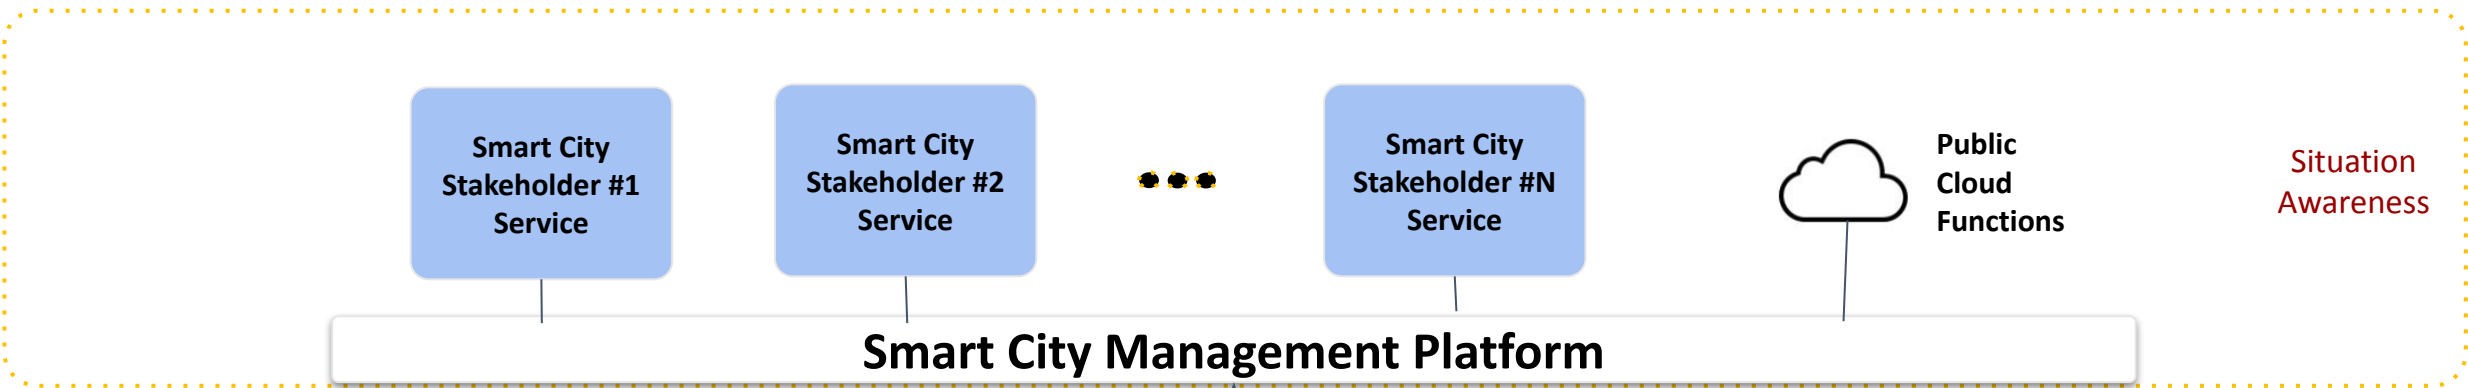 Smart City
Stakeholder #1
Service
Smart City
Stakeholder #2
Service
Smart City
Stakeholder #N
Service
Public
Cloud
Functions
Situation
Awareness
Smart City Management Platform